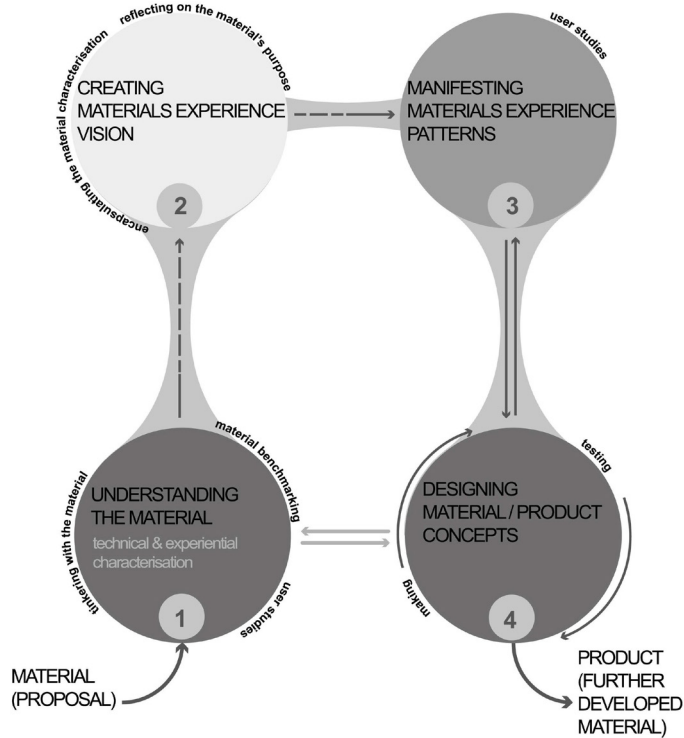 reflecting on the material's purpose
encapsulating the material characterisation
CREATING
MATERIALS EXPERIENCE
VISION
2
user studies
MANIFESTING
MATERIALS EXPERIENCE
PATTERNS
3
material benchmarking
tinkering with the material
UNDERSTANDING
THE MATERIAL
technical & experiential
characterisation
user studies
1
MATERIAL
(PROPOSAL)
testing
DESIGNING
MATERIAL / PRODUCT
CONCEPTS
making
4
PRODUCT
(FURTHER
DEVELOPED
MATERIAL)